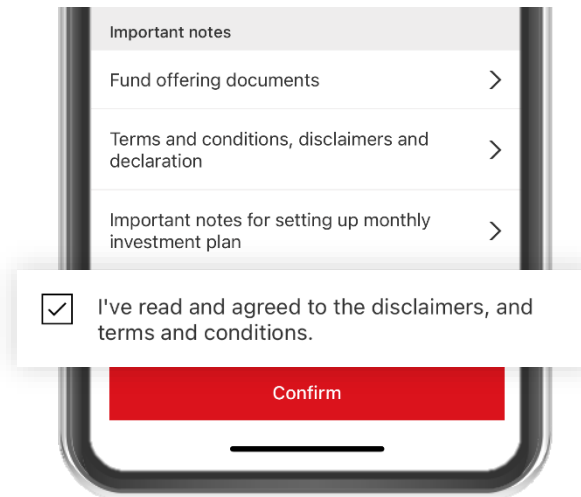 Important notes
Fund offering documents
Terms and conditions, disclaimers and
declaration
Important notes for setting up monthly
investment plan
I've read and agreed to the disclaimers, and
terms and conditions.
Confirm